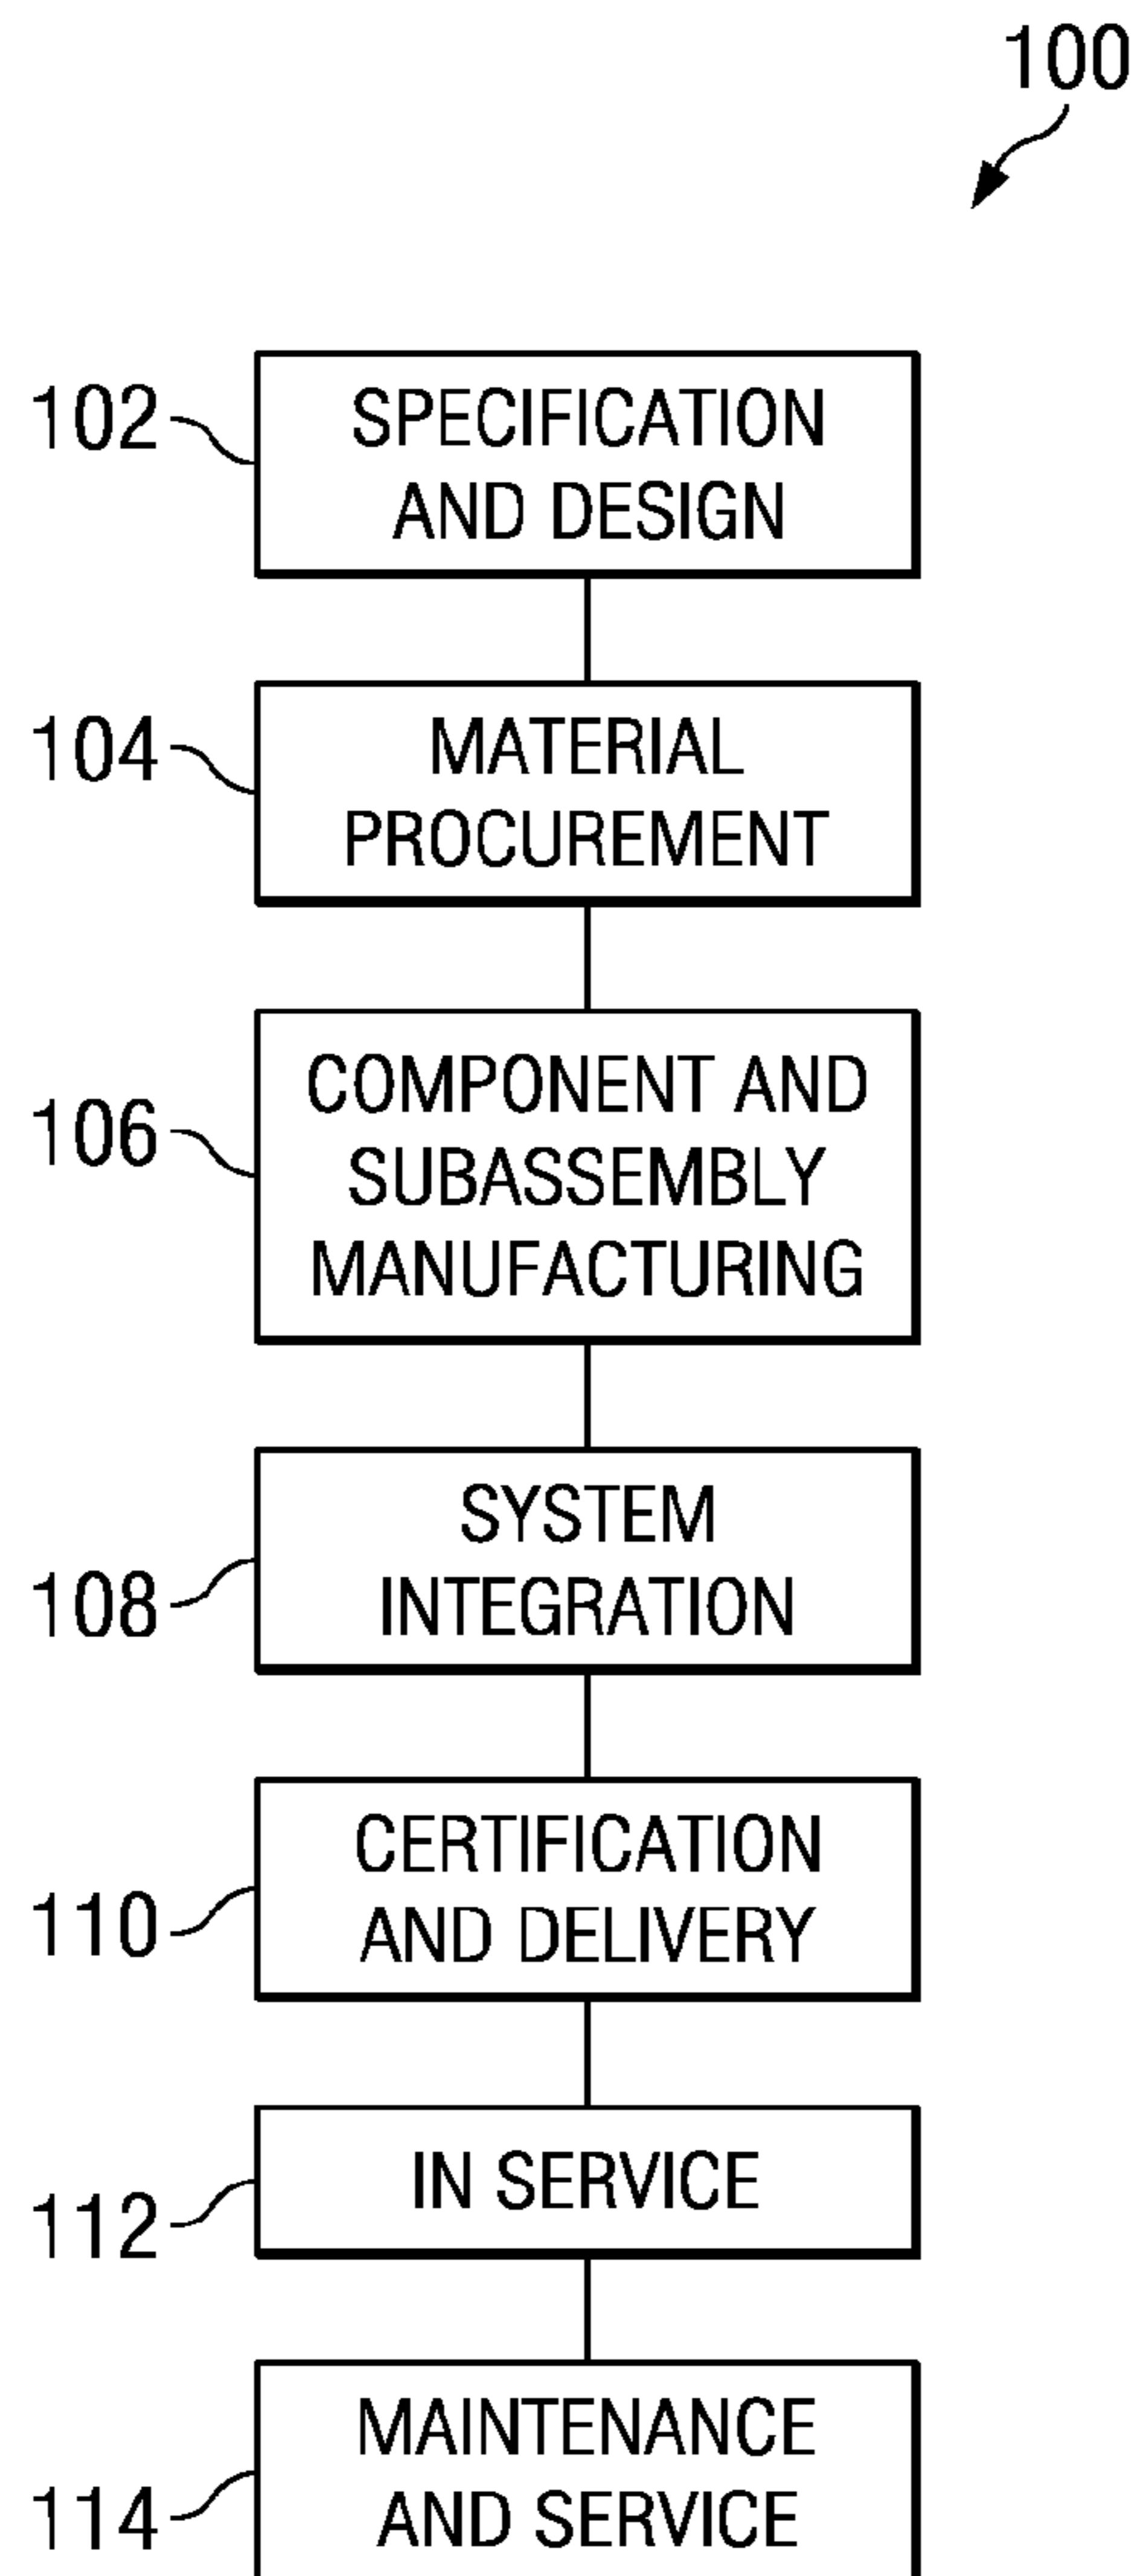 100
102
SPECIFICATION
AND DESIGN
104
MATERIAL
PROCUREMENT
106
COMPONENT AND
SUBASSEMBLY
MANUFACTURING
108
SYSTEM
INTEGRATION
110
CERTIFICATION
AND DELIVERY
112
IN SERVICE
114
MAINTENANCE
AND SERVICE